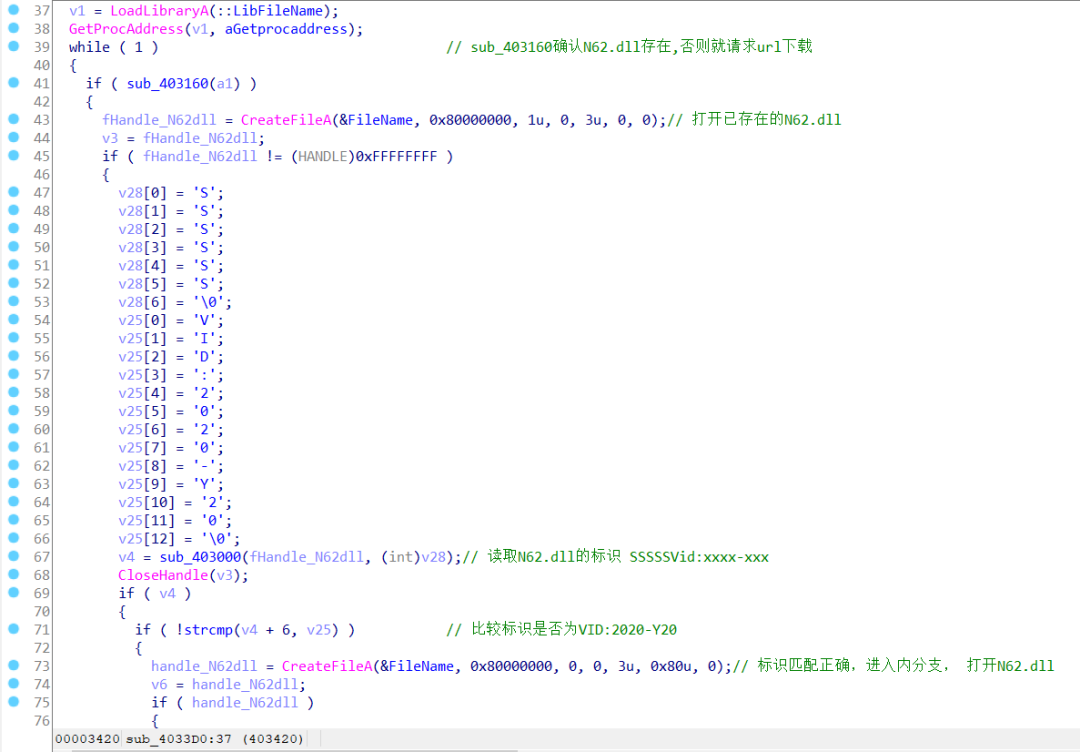 37 v1 = LoadLibraryA(::LibFileName);
38 GetProcAddress(v1, aGetprocaddress);
39 while ( 1 ) // sub_403160确认N62.dll存在,否则就请求url下载
40 {
41 if ( sub_403160(a1) )
42 {
43 fHandle_N62dll = CreateFileA(&FileName, 0x80000000, 1u, 0, 3u, 0, 0);// 打开已存在的N62.dll
44 v3 = fHandle_N62dll;
45 if ( fHandle_N62dll != (HANDLE)0xFFFFFFFF )
46 {
47 v28[0] = 'S';
48 v28[1] = 'S';
49 v28[2] = 'S';
50 v28[3] = 'S';
51 v28[4] = 'S';
52 v28[5] = 'S';
53 v28[6] = '\0';
54 v25[0] = 'V';
55 v25[1] = 'I';
56 v25[2] = 'D';
57 v25[3] = ':';
58 v25[4] = '2';
59 v25[5] = '0';
60 v25[6] = '2';
61 v25[7] = '0';
62 v25[8] = '-';
63 v25[9] = 'Y';
64 v25[10] = '2';
65 v25[11] = '0';
66 v25[12] = '\0';
67 v4 = sub_403000(fHandle_N62dll, (int)v28);// 读取N62.dll的标识 SSSSSVid:xxxx-xxx
68 CloseHandle(v3);
69 if ( v4 )
70 {
71 if ( !strcmp(v4 + 6, v25) ) // 比较标识是否为VID:2020-Y20
72 {
73 handle_N62dll = CreateFileA(&FileName, 0x80000000, 0, 0, 3u, 0x80u, 0);// 标识匹配正确，进入内分支， 打开N62.dll
74 v6 = handle_N62dll;
75 if ( handle_N62dll )
76 {
00003420 sub_4033D0:37 (403420)